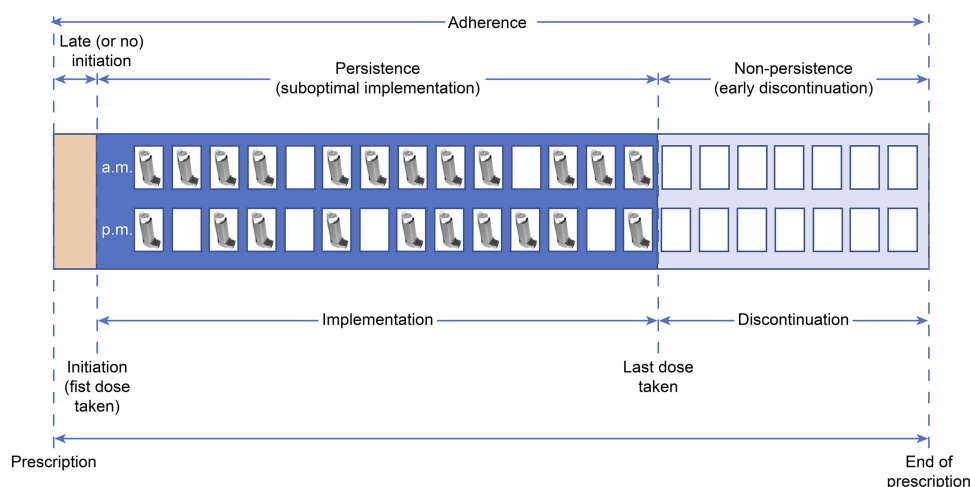 Adherence
Late (or no)
initiation
Persistence
(suboptimal implementation)
Non-persistence
(early discontinuation)
a.m.
p.m.
Implementation
Discontinuation
Initiation
(fist dose
taken)
Last dose
taken
Prescription
End of
prescription